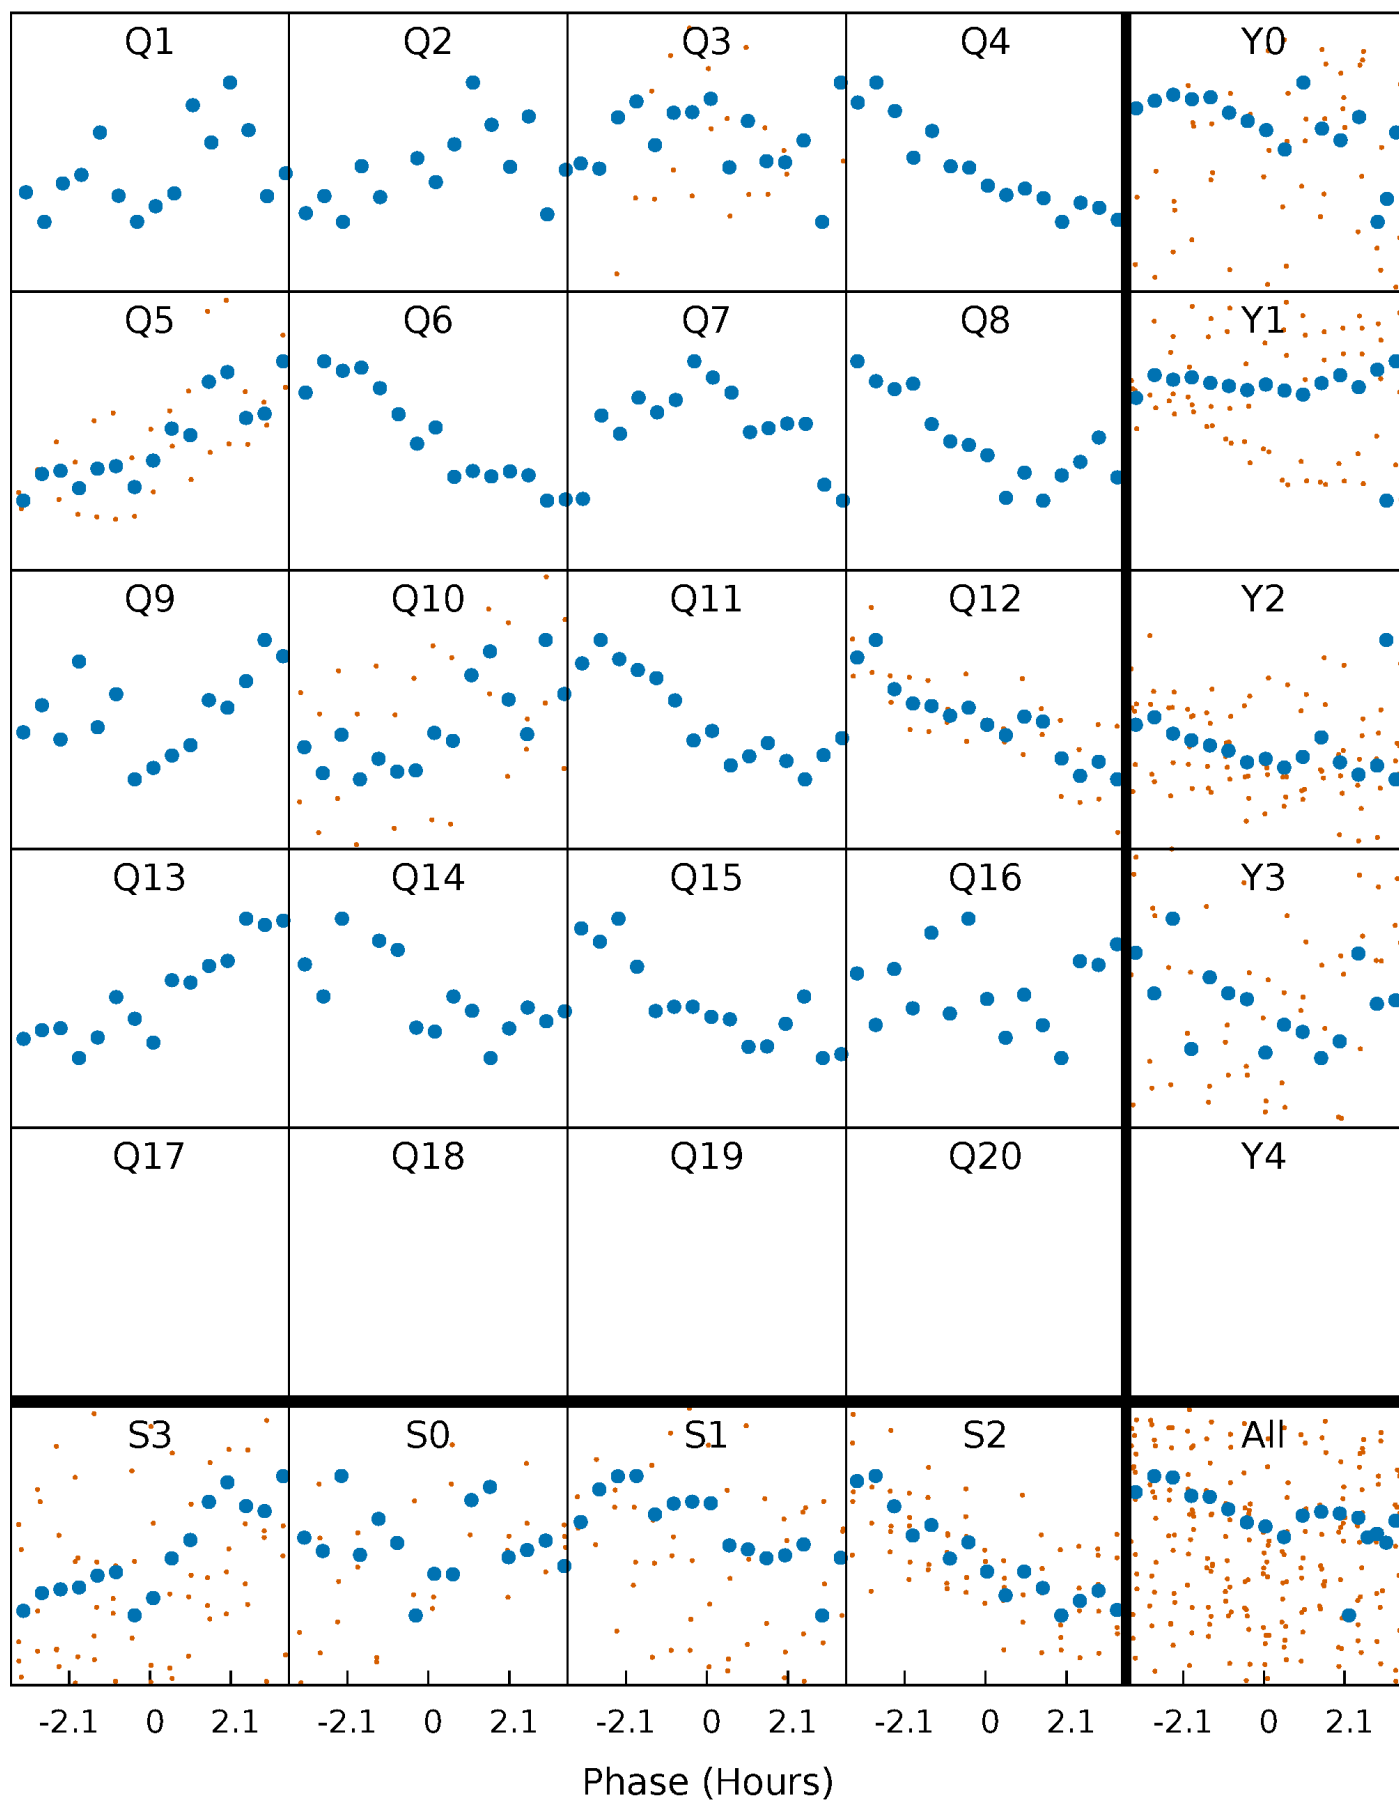 Q1 Q2 Q3 Q4 Y0
Q5 Q6 Q7 Q8 Y1
Q9 Q10 Q11 Q12 Y2
Q13 Q14 Q15 Q16 Y3
Q17 Q18 Q19 Q20 Y4
S3 S0 S1 S2 All
-2.1 0 2.1 -2.1 0 2.1 -2.1 0 2.1 -2.1 0 2.1 -2.1 0 2.1
Phase (Hours)